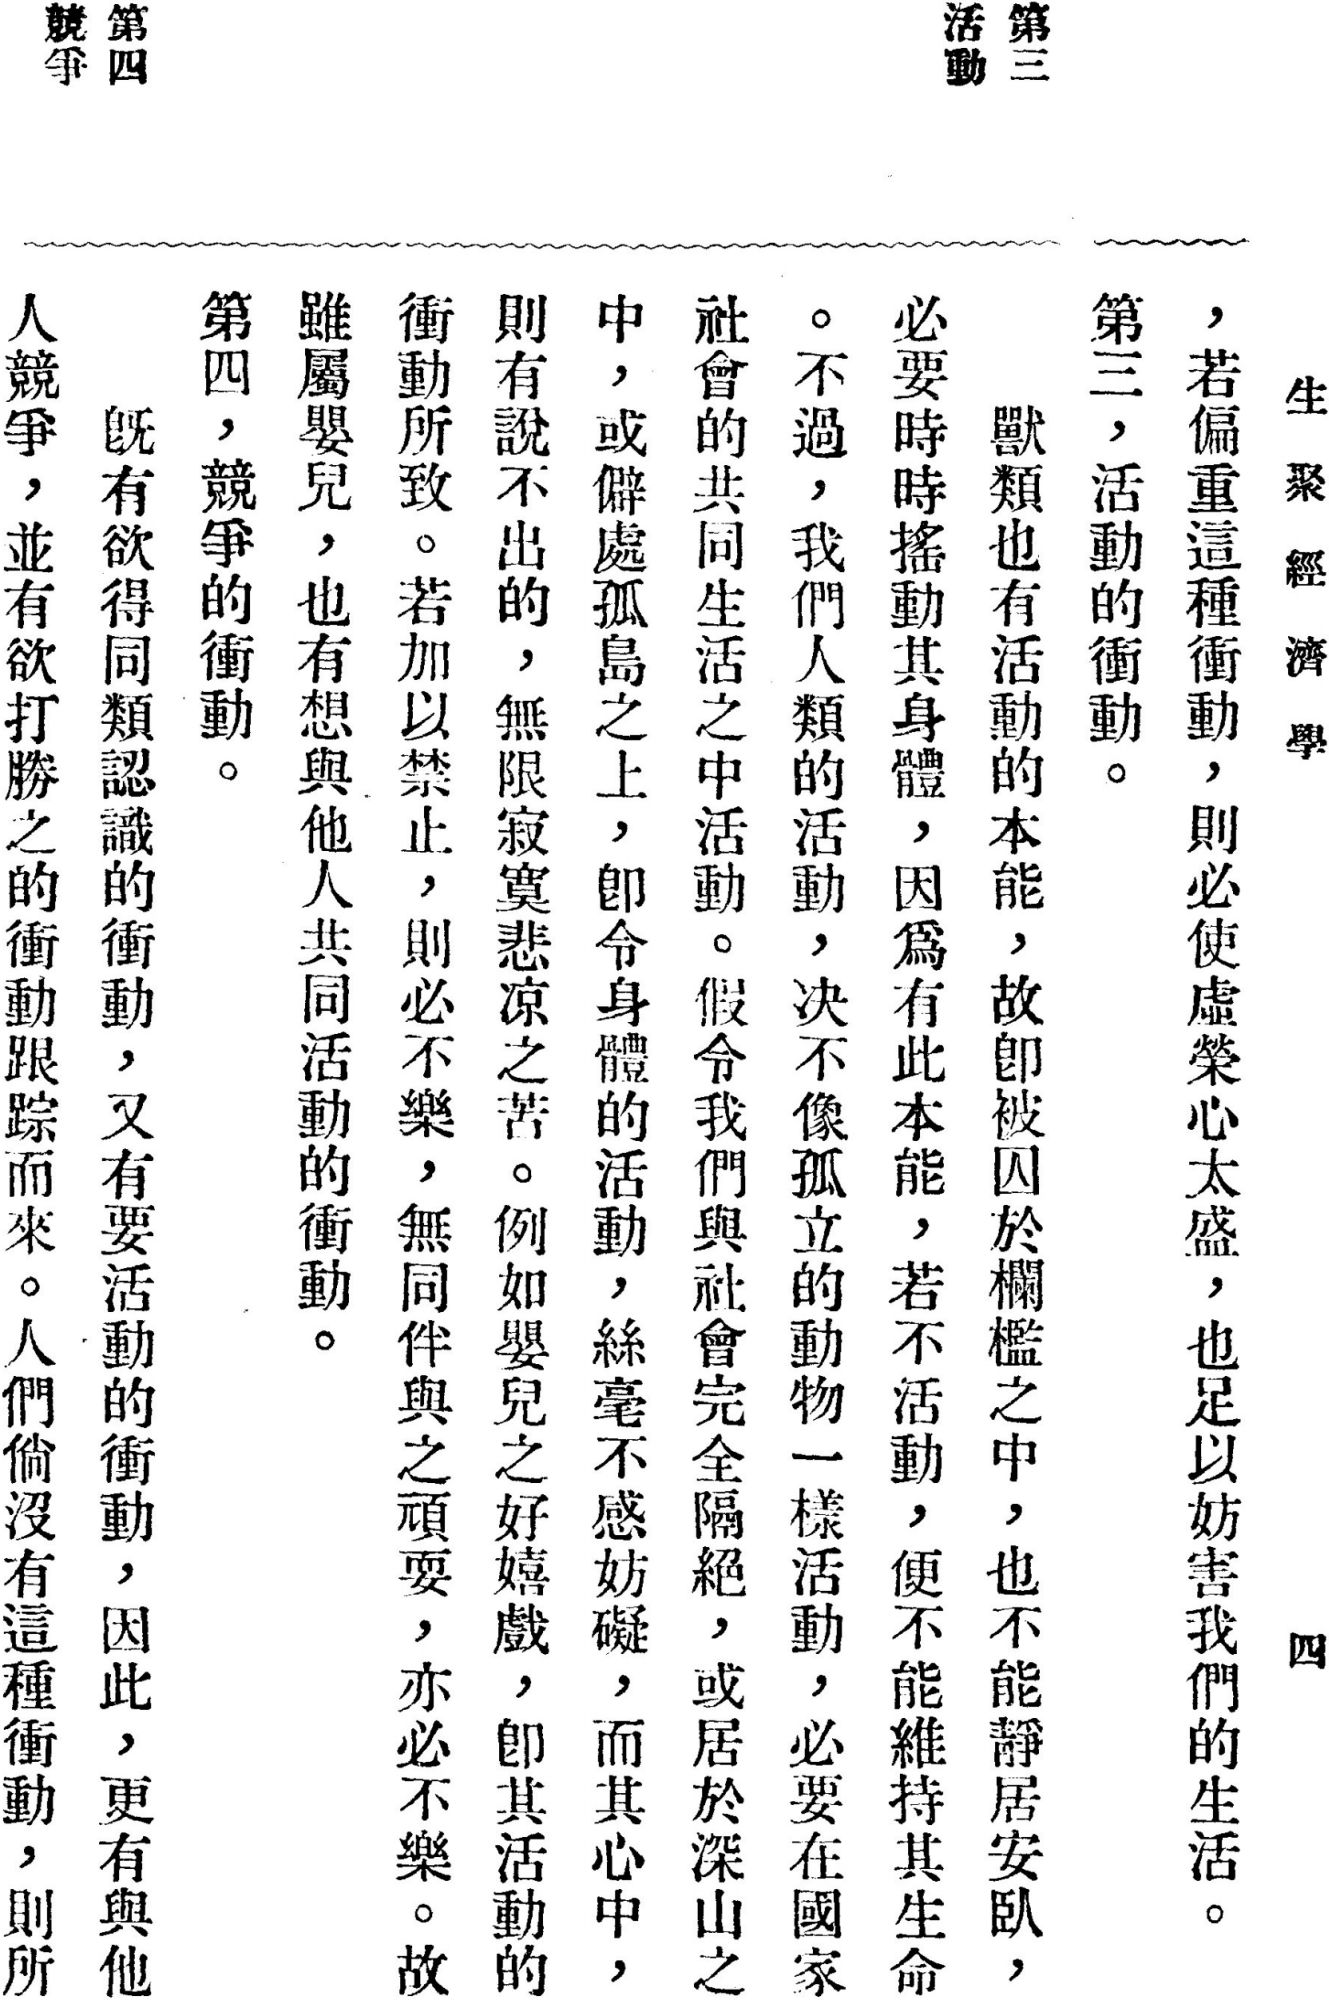 生聚經濟學
四
第三
活動
第四
競爭
，若偏重這種衝動，則必使虛榮心太盛，也足以妨害我們的生活。
第三，活動的衝動。
獸類也有活動的本能，故卽被囚於欄檻之中，也不能靜居安臥，
必要時時搖動其身體，因爲有此本能，若不活動，便不能維持其生命
。不過，我們人類的活動，決不像孤立的動物一樣活動，必要在國家
社會的共同生活之中活動。假令我們與社會完全隔絕，或居於深山之
中，或僻處孤島之上，卽令身體的活動，絲毫不感妨礙，而其心中，
則有說不出的，無限寂寞悲凉之苦。例如嬰兒之好嬉戲，卽其活動的
衝動所致。若加以禁止，則必不樂，無同伴與之頑耍，亦必不樂。故
雖屬嬰兒，也有想與他人共同活動的衝動。
第四，競爭的衝動。
旣有欲得同類認識的衝動，又有要活動的衝動，因此，更有與他
人競爭，並有欲打勝之的衝動跟踪而來。人們倘沒有這種衝動，則所